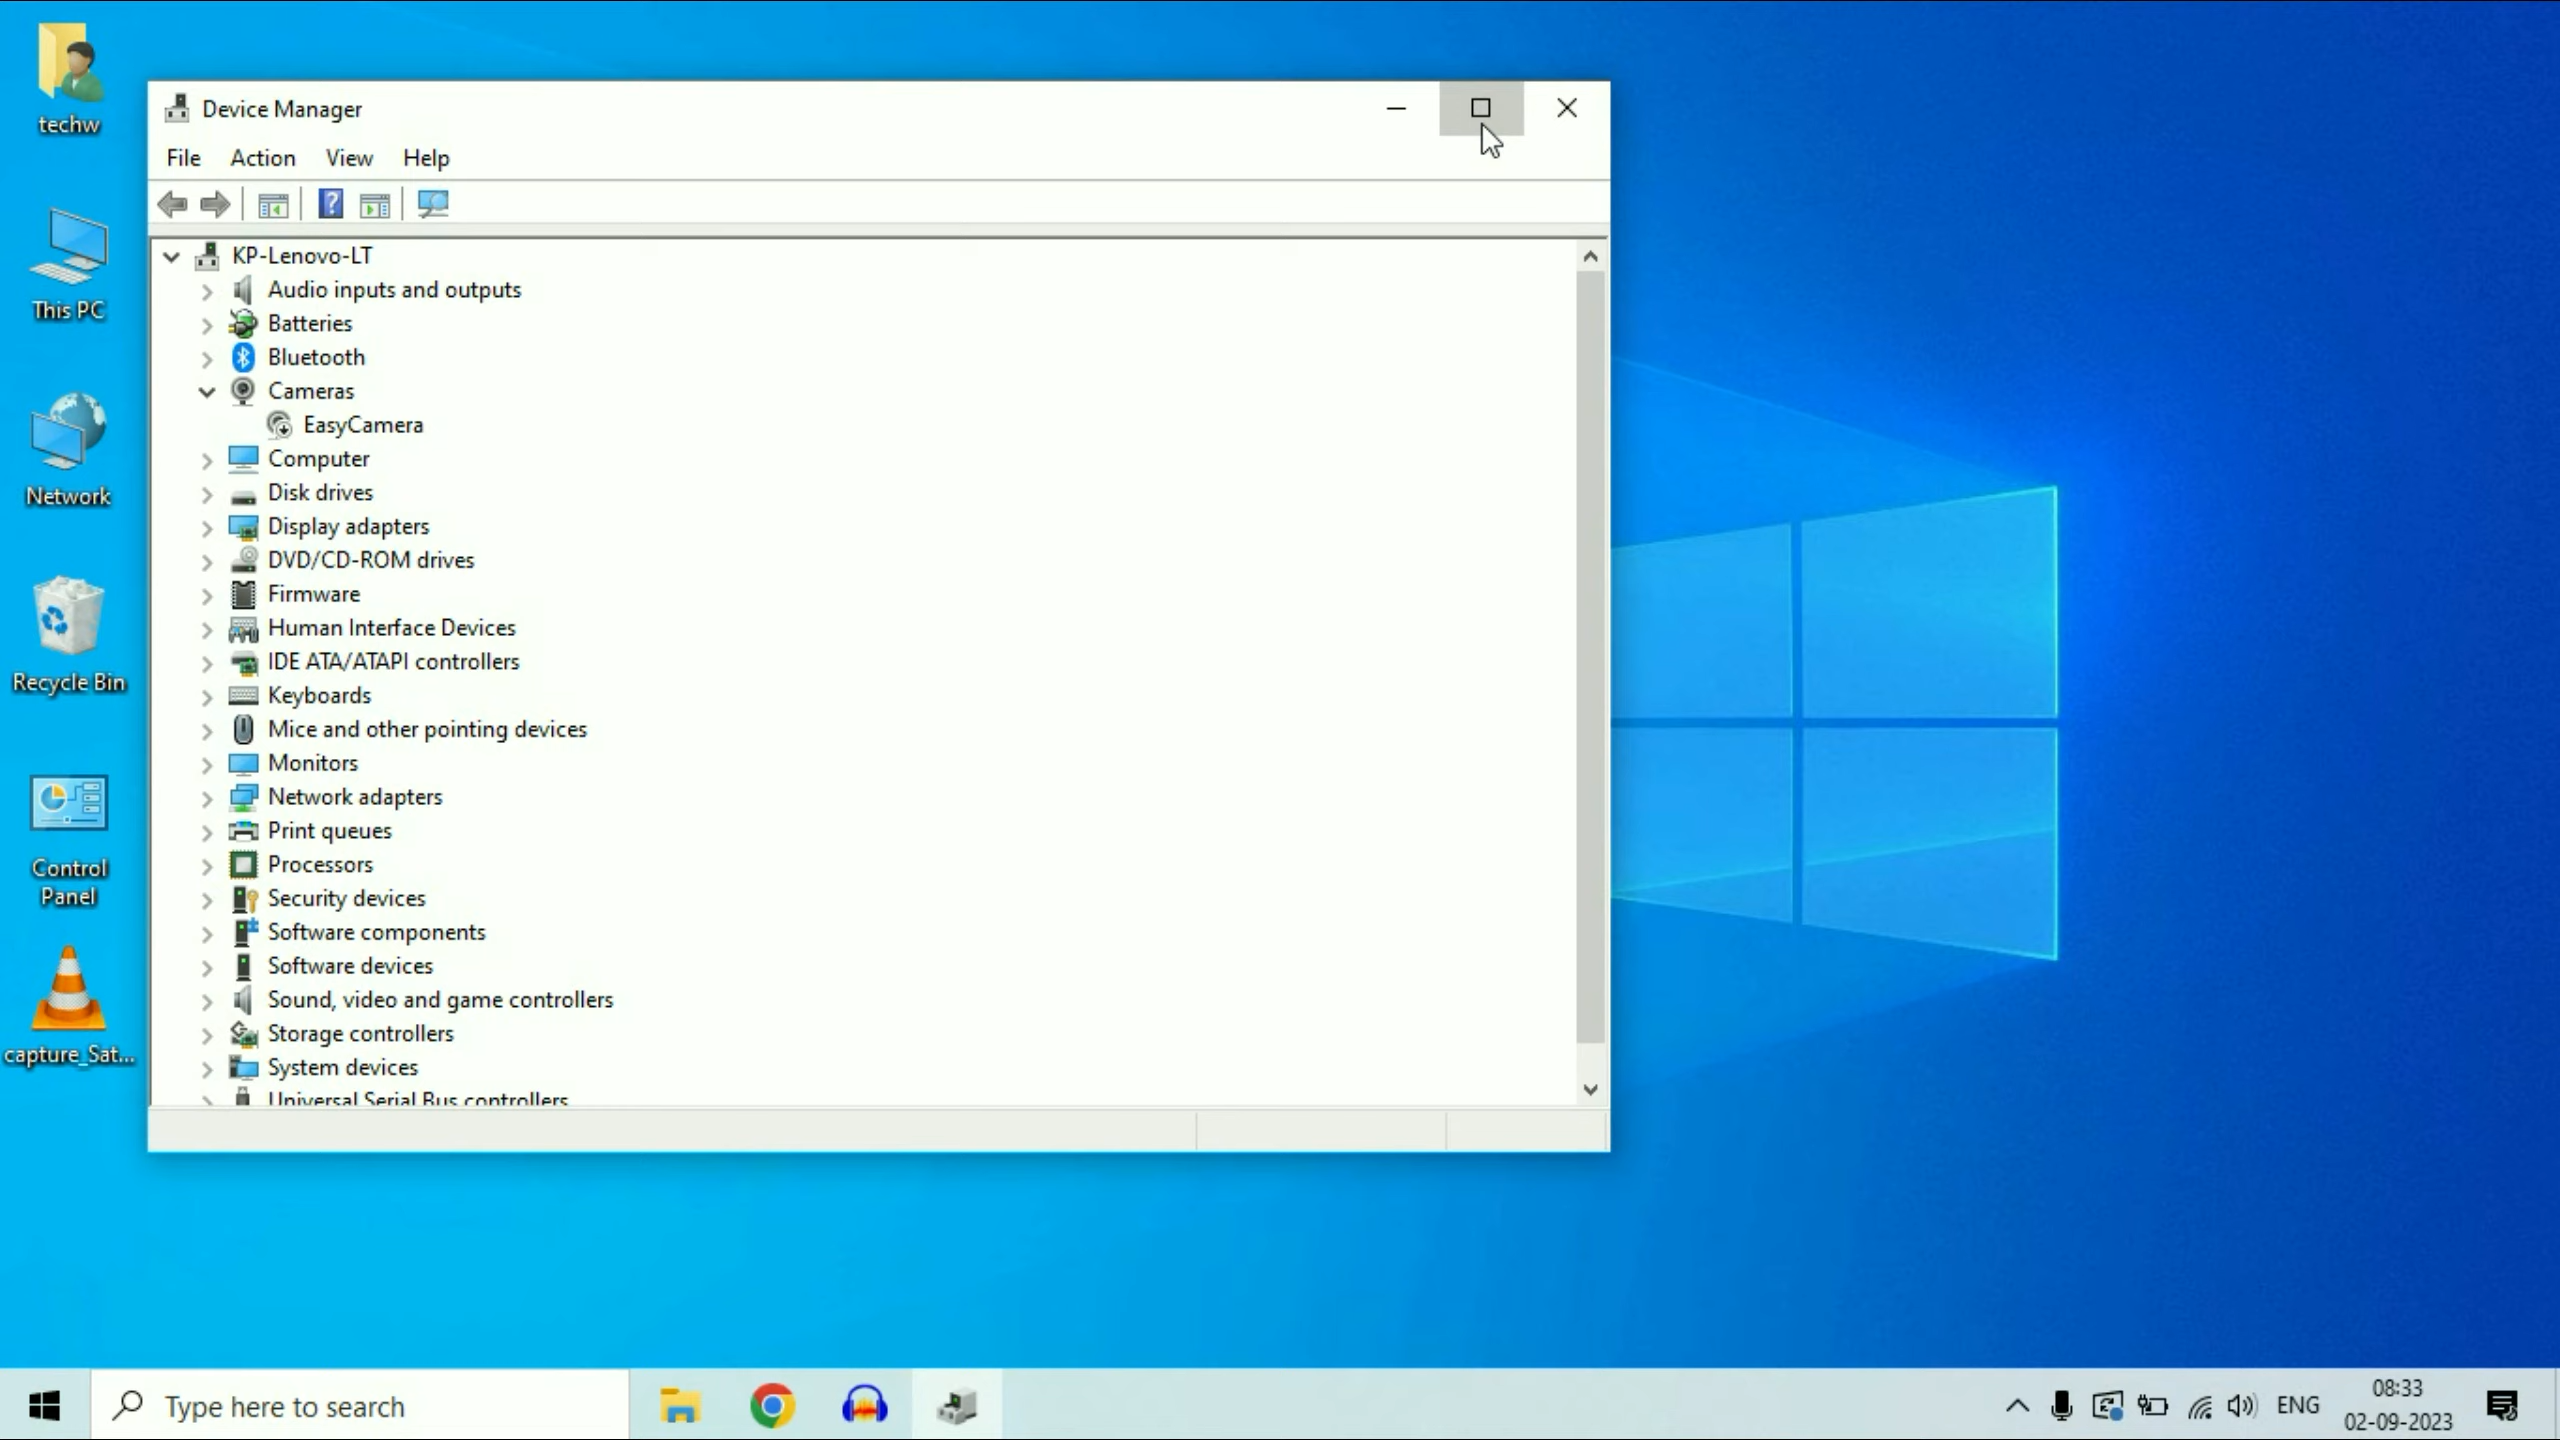 techw
This PC
Network
Recycle Bin
Control
Panel
capture_Sat...
Device Manager
File Action View Help
KP-Lenovo-LT
Audio inputs and outputs
Batteries
Bluetooth
Cameras
EasyCamera
Computer
Disk drives
Display adapters
DVD/CD-ROM drives
Firmware
Human Interface Devices
IDE ATA/ATAPI controllers
Keyboards
Mice and other pointing devices
Monitors
Network adapters
Print queues
Processors
Security devices
Software components
Software devices
Sound, video and game controllers
Storage controllers
System devices
Universal Serial Bus controllers
Type here to search
ENG
08:33
02-09-2023